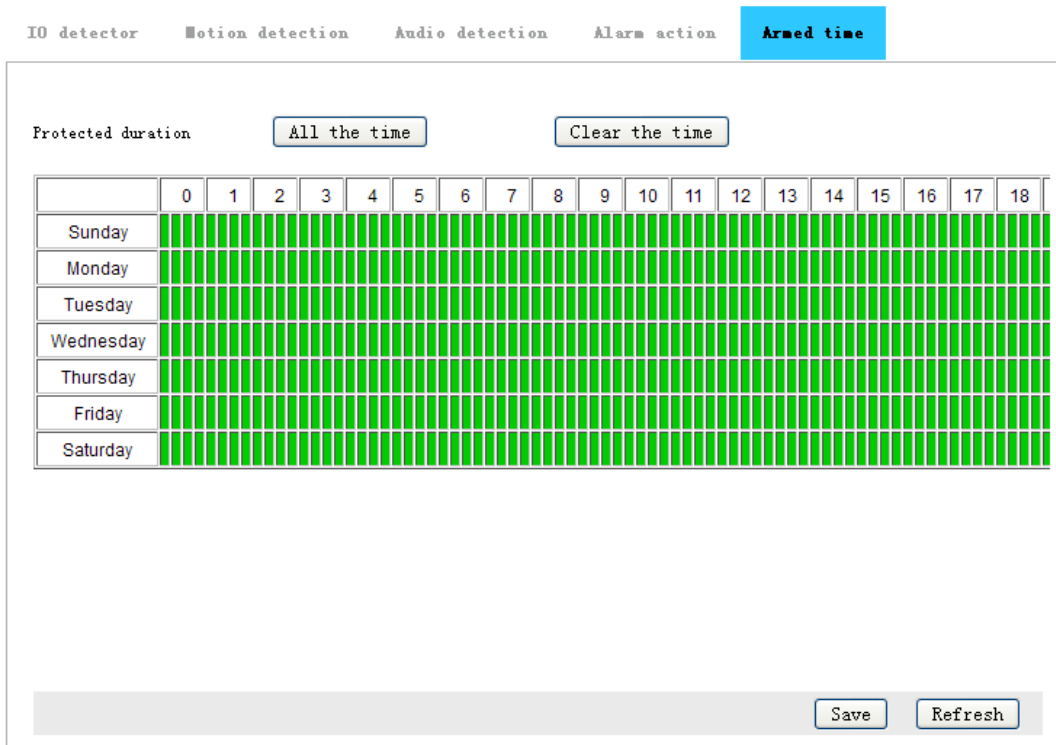 IO detector Motion detection Audio detection Alarm action Armed time
Protected duration All the time Clear the time
0 1 2 3 4 5 6 7 8 9 10 11 12 13 14 15 16 17 18
Sunday
Monday
Tuesday
Wednesday
Thursday
Friday
Saturday
Save Refresh